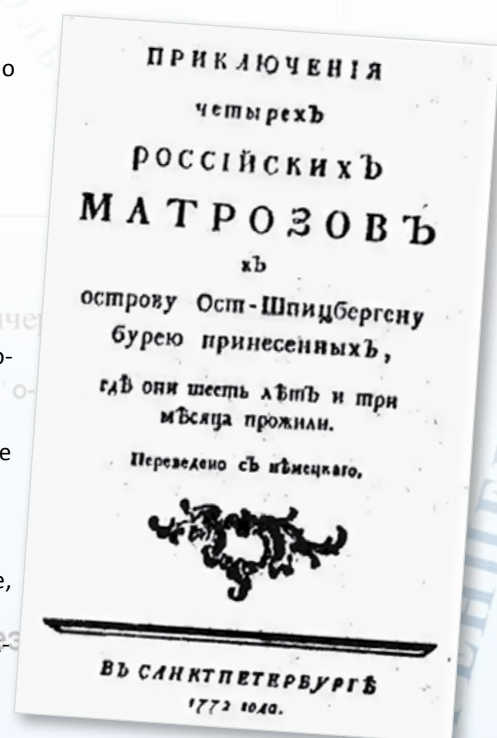 ПРИКЛЮЧЕНІЯ
четырехЪ
РОССІЙСКИХЪ
МАТРОЗОВЪ
кЪ
острову Ост-Шпицбергену
бурею принесенныхЪ,
гдѢ они шесть лѢтЪ и три
мѢсяца прожили.
Переведено сЪ нѢмецкаго.
ВЪ САНКТПЕТЕРБУРГѢ
1772 года.